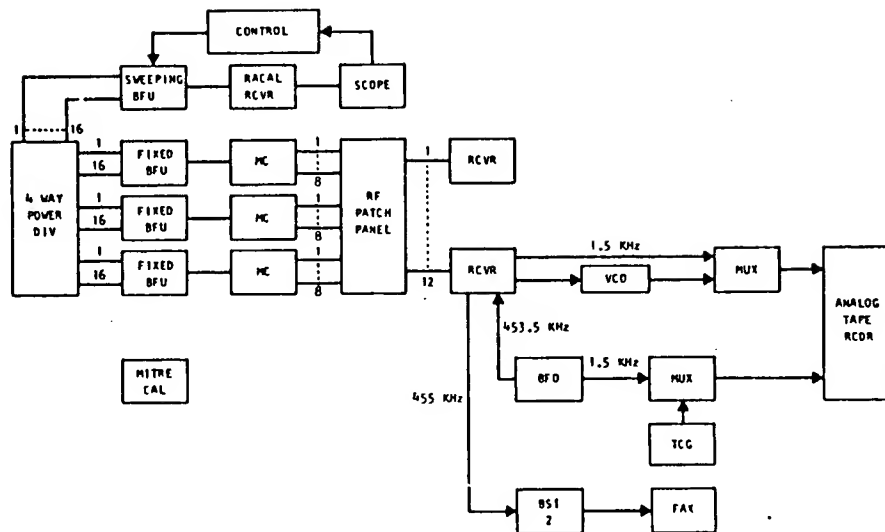 CONTROL
SWEEPING
BFU
RACAL
RCVR
SCOPE
1
16
4 WAY
POWER
DIV
1
16
FIXED
BFU
MC
1
8
1
16
FIXED
BFU
MC
1
8
1
16
FIXED
BFU
MC
1
8
RF
PATCH
PANEL
1
12
RCVR
RCVR
1.5 KHz
VCO
MUX
ANALOG
TAPE
RCDR
453.5 KHz
BFO
1.5 KHz
MUX
TCG
455 KHz
BST
2
FAX
MITRE
CAL